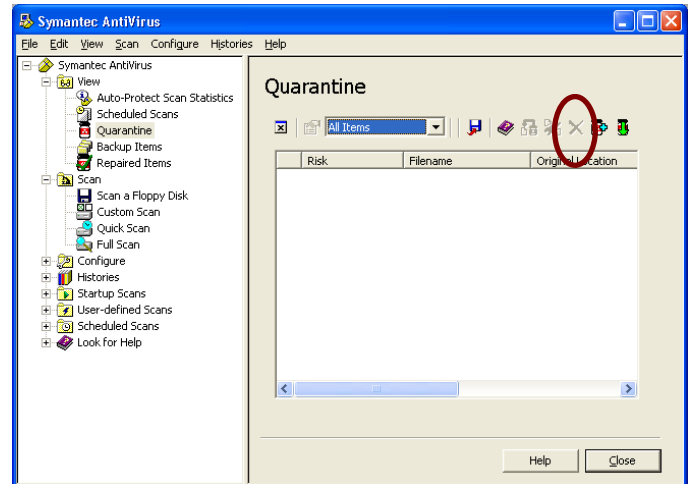 Symantec AntiVirus
File Edit View Scan Configure Histories Help
Symantec AntiVirus
View
Auto-Protect Scan Statistics
Scheduled Scans
Quarantine
Backup Items
Repaired Items
Scan
Scan a Floppy Disk
Custom Scan
Quick Scan
Full Scan
Configure
Histories
Startup Scans
User-defined Scans
Scheduled Scans
Look for Help
Quarantine
All Items
Risk Filename Original Location
Help Close